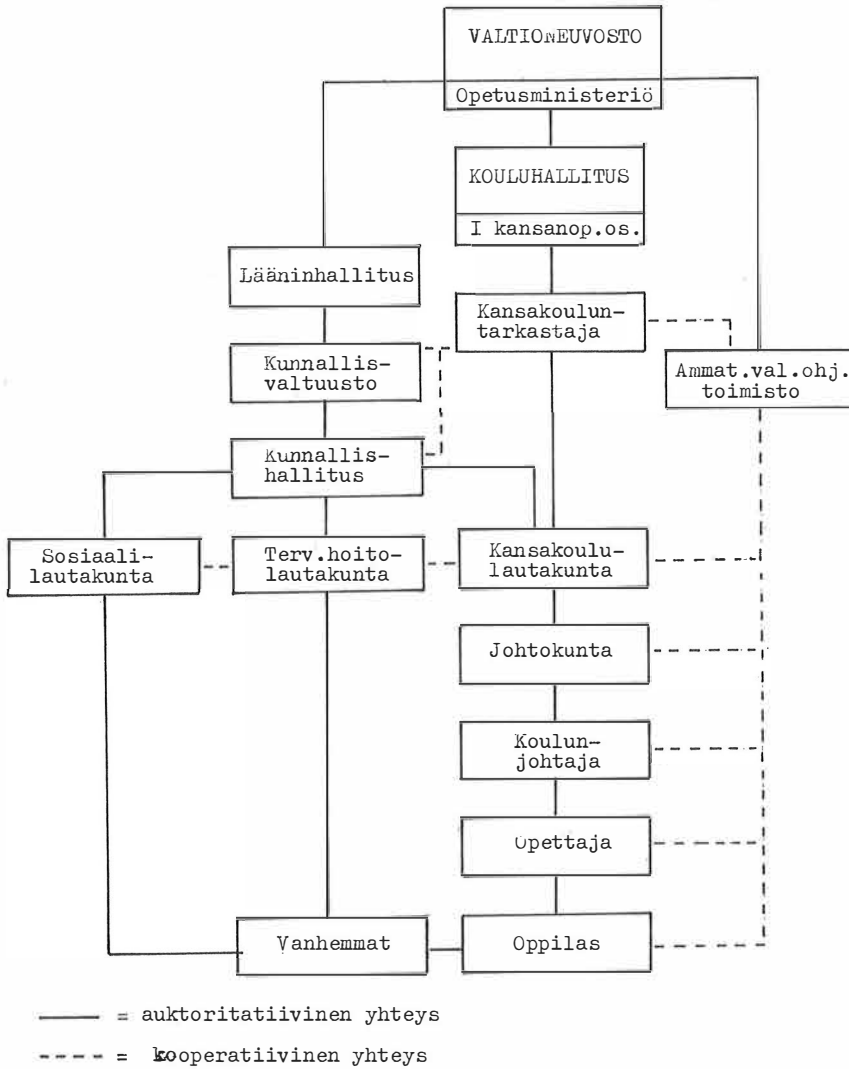 VALTIONEUVOSTO
Opetusministeriö
KOULUHALLITUS
I kansanop.os.
Lääninhallitus
Kansakoulun-
tarkastaja
Kunnallis-
valtuusto
Ammat.val.ohj.
toimisto
Kunnallis-
hallitus
Sosiaali-
lautakunta
Terv.hoito-
lautakunta
Kansakoulu-
lautakunta
Johtokunta
Koulun-
johtaja
Opettaja
Vanhemmat
Oppilas
= auktoritatiivinen yhteys
= kooperatiivinen yhteys